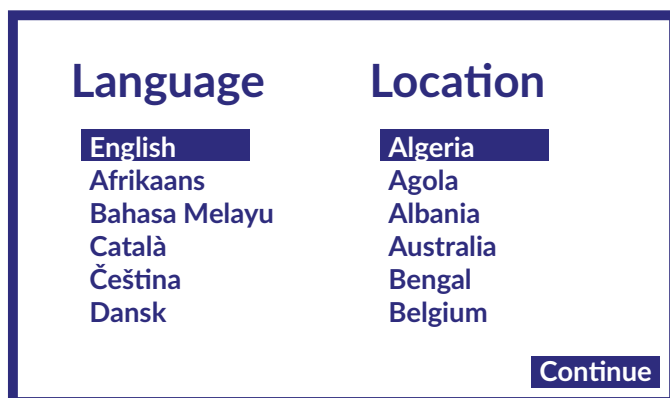 Language
English
Afrikaans
Bahasa Melayu
Català
Čeština
Dansk
Location
Algeria
Agola
Albania
Australia
Bengal
Belgium
Continue